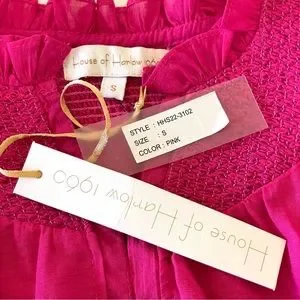 House of Harlow 1960
S
STYLE : HHS22-3102
SIZE : S
COLOR : PINK
House of
Harlow 1960